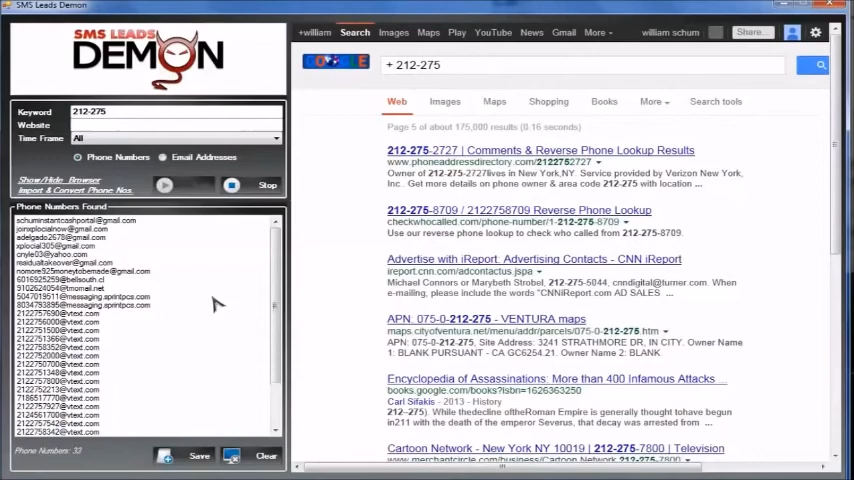 SMS Leads Demon
SMS LEADS
DEMON
Keyword 212-275
Website
Time Frame All
Phone Numbers Email Addresses
Show/Hide Browser
Import & Convert Phone Nos.
Stop
Phone Numbers Found
schuminstantcashportal@gmail.com
joinxplocialnow@gmail.com
adelgado2678@gmail.com
xplocial305@gmail.com
cnyle03@yahoo.com
residualtakeover@gmail.com
nomore925moneytobemade@gmail.com
6016925259@bellsouth.cl
9102624054@tmomail.net
5047019511@messaging.sprintpcs.com
8034793895@messaging.sprintpcs.com
2122757690@vtext.com
2122756000@vtext.com
2122751500@vtext.com
2122751366@vtext.com
2122758352@vtext.com
2122752000@vtext.com
2122750700@vtext.com
2122751348@vtext.com
2122757800@vtext.com
2122752213@vtext.com
7186517770@vtext.com
2122757927@vtext.com
2124561700@vtext.com
2122757542@vtext.com
2122758342@vtext.com
Phone Numbers: 33
Save
Clear
+william Search Images Maps Play YouTube News Gmail More william schum Share...
+ 212-275
Web Images Maps Shopping Books More Search tools
Page 5 of about 175,000 results (0.16 seconds)
212-275-2727 | Comments & Reverse Phone Lookup Results
www.phoneaddressdirectory.com/2122752727
Owner of 212-275-2727lives in New York,NY. Service provided by Verizon New York,
Inc.. Get more details on phone owner & area code 212-275 with location ...
212-275-8709 / 2122758709 Reverse Phone Lookup
checkwhocalled.com/phone-number/1-212-275-8709
Use our reverse phone lookup to check who called from 212-275-8709.
Advertise with iReport: Advertising Contacts - CNN iReport
ireport.cnn.com/adcontactus.jspa
Michael Connors or Marybeth Strobel, 212-275-5044, cnndigital@turner.com. When
e-mailing, please include the words "CNNiReport.com AD SALES ...
APN: 075-0-212-275 - VENTURA maps
maps.cityofventura.net/menu/addr/parcels/075-0-212-275.htm
APN: 075-0-212-275, Site Address: 3241 STRATHMORE DR, IN CITY. Owner Name
1: BLANK PURSUANT - CA GC6254.21. Owner Name 2: BLANK
Encyclopedia of Assassinations: More than 400 Infamous Attacks ...
books.google.com/books?isbn=1626363250
Carl Sifakis - 2013 - History
212–275). While thedecline oftheRoman Empire is generally thought tohave begun
in211 with the death of the emperor Severus, that decay was arrested from ...
Cartoon Network - New York NY 10019 | 212-275-7800 | Television
www.merchantcircle.com/business/Cartoon.Network.212-275-7800